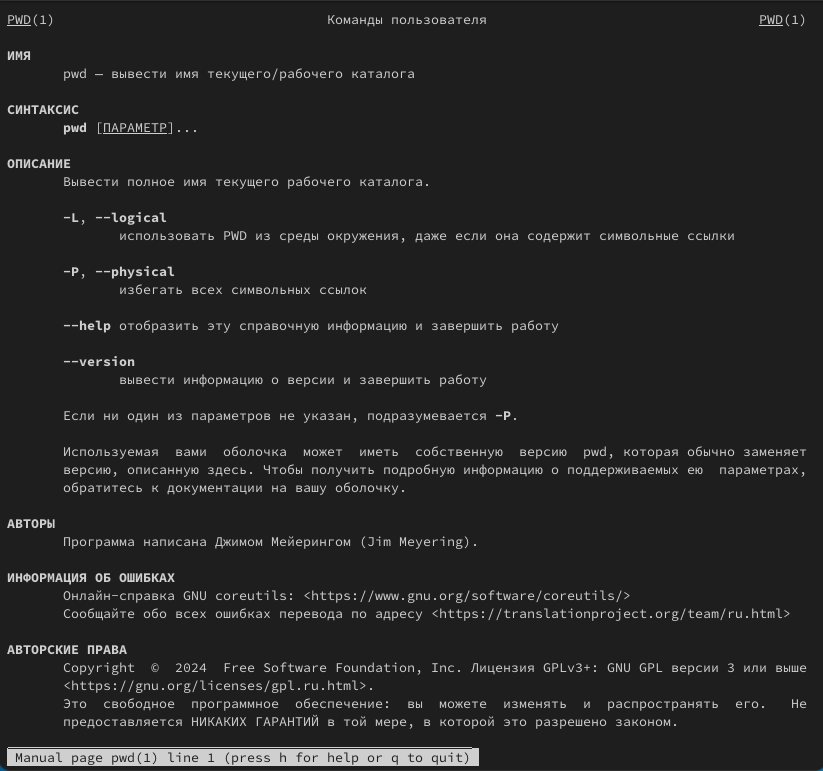 PWD(1) Команды пользователя PWD(1)
ИМЯ
pwd — вывести имя текущего/рабочего каталога
СИНТАКСИС
pwd [ПАРАМЕТР]...
ОПИСАНИЕ
Вывести полное имя текущего рабочего каталога.
-L, --logical
использовать PWD из среды окружения, даже если она содержит символьные ссылки
-P, --physical
избегать всех символьных ссылок
--help отобразить эту справочную информацию и завершить работу
--version
вывести информацию о версии и завершить работу
Если ни один из параметров не указан, подразумевается -P.
Используемая вами оболочка может иметь собственную версию pwd, которая обычно заменяет
версию, описанную здесь. Чтобы получить подробную информацию о поддерживаемых ею параметрах,
обратитесь к документации на вашу оболочку.
АВТОРЫ
Программа написана Джимом Мейерингом (Jim Meyering).
ИНФОРМАЦИЯ ОБ ОШИБКАХ
Онлайн-справка GNU coreutils: <https://www.gnu.org/software/coreutils/>
Сообщайте обо всех ошибках перевода по адресу <https://translationproject.org/team/ru.html>
АВТОРСКИЕ ПРАВА
Copyright © 2024 Free Software Foundation, Inc. Лицензия GPLv3+: GNU GPL версии 3 или выше
<https://gnu.org/licenses/gpl.ru.html>.
Это свободное программное обеспечение: вы можете изменять и распространять его. Не
предоставляется НИКАКИХ ГАРАНТИЙ в той мере, в которой это разрешено законом.
Manual page pwd(1) line 1 (press h for help or q to quit)